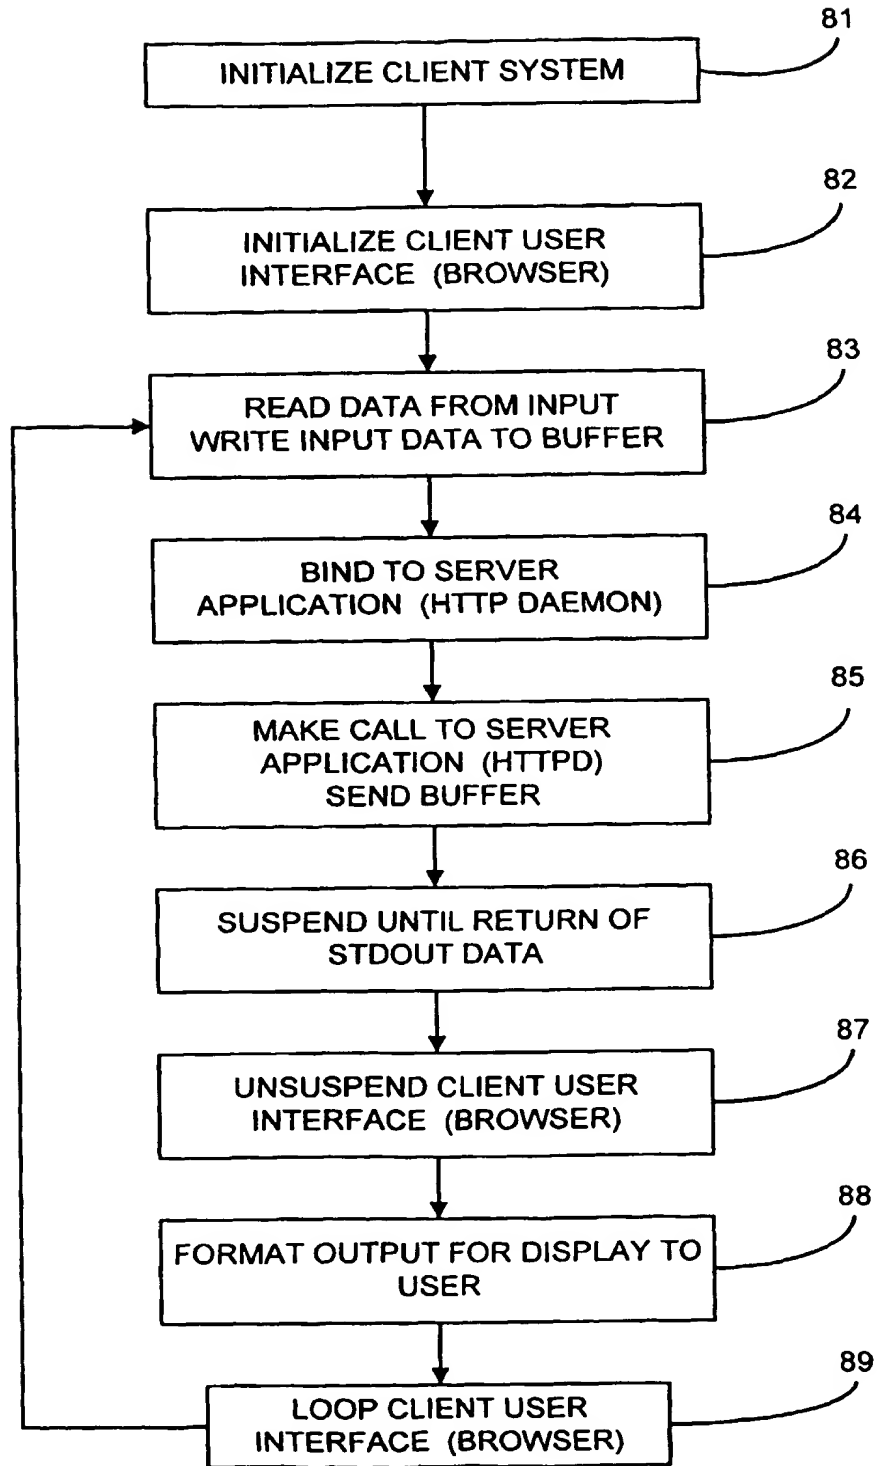 81
INITIALIZE CLIENT SYSTEM
82
INITIALIZE CLIENT USER
INTERFACE (BROWSER)
83
READ DATA FROM INPUT
WRITE INPUT DATA TO BUFFER
84
BIND TO SERVER
APPLICATION (HTTP DAEMON)
85
MAKE CALL TO SERVER
APPLICATION (HTTPD)
SEND BUFFER
86
SUSPEND UNTIL RETURN OF
STDOUT DATA
87
UNSUSPEND CLIENT USER
INTERFACE (BROWSER)
88
FORMAT OUTPUT FOR DISPLAY TO
USER
89
LOOP CLIENT USER
INTERFACE (BROWSER)